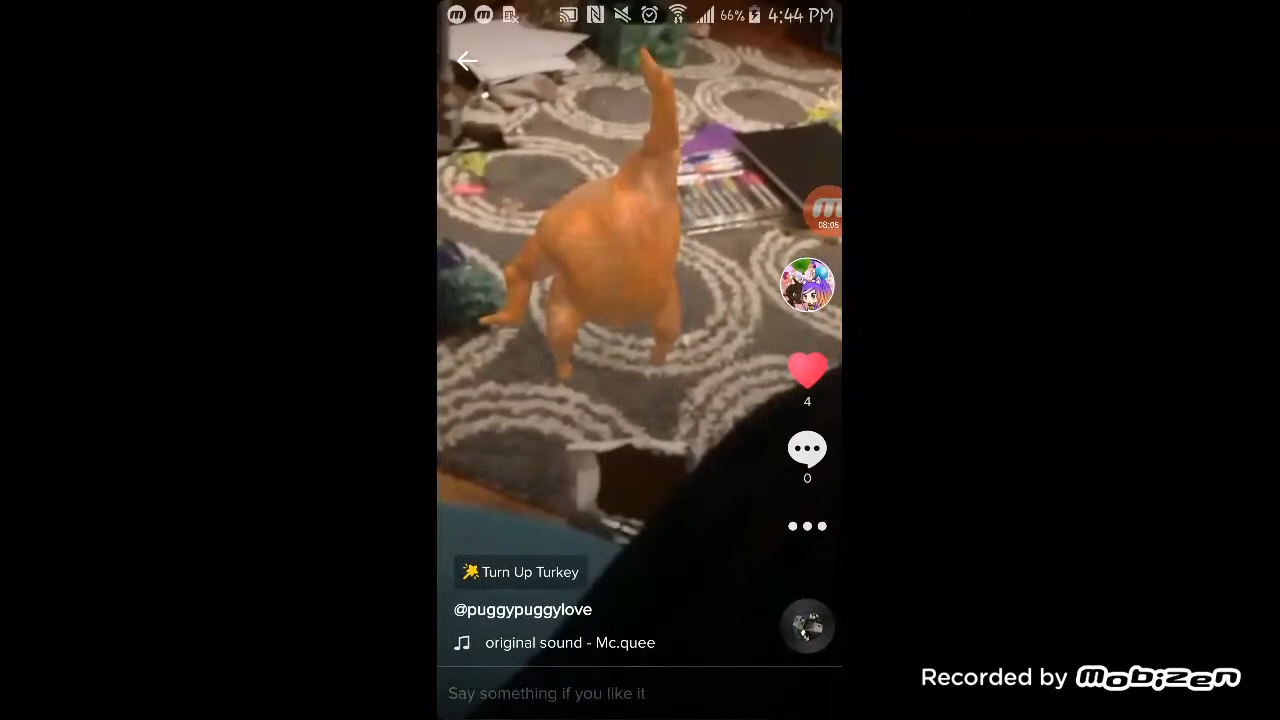 66% 4:44 PM
08:05
4
0
Turn Up Turkey
@puggypuggylove
original sound - Mc.quee
Say something if you like it
Recorded by mobizen